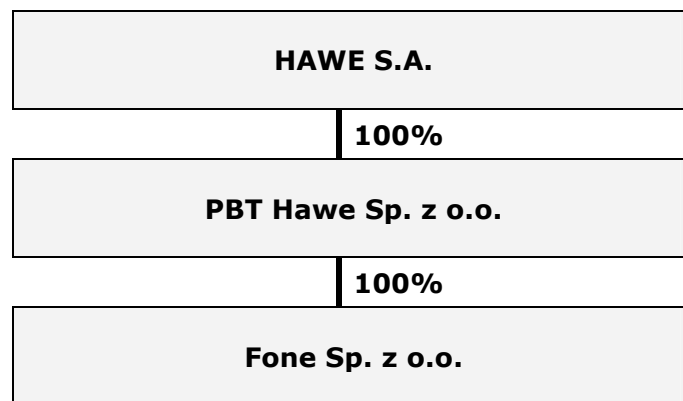 HAWE S.A.
100%
PBT Hawe Sp. z o.o.
100%
Fone Sp. z o.o.